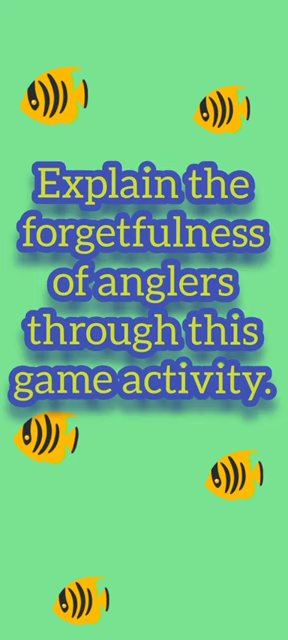 Explain the
forgetfulness
of anglers
through this
game activity.